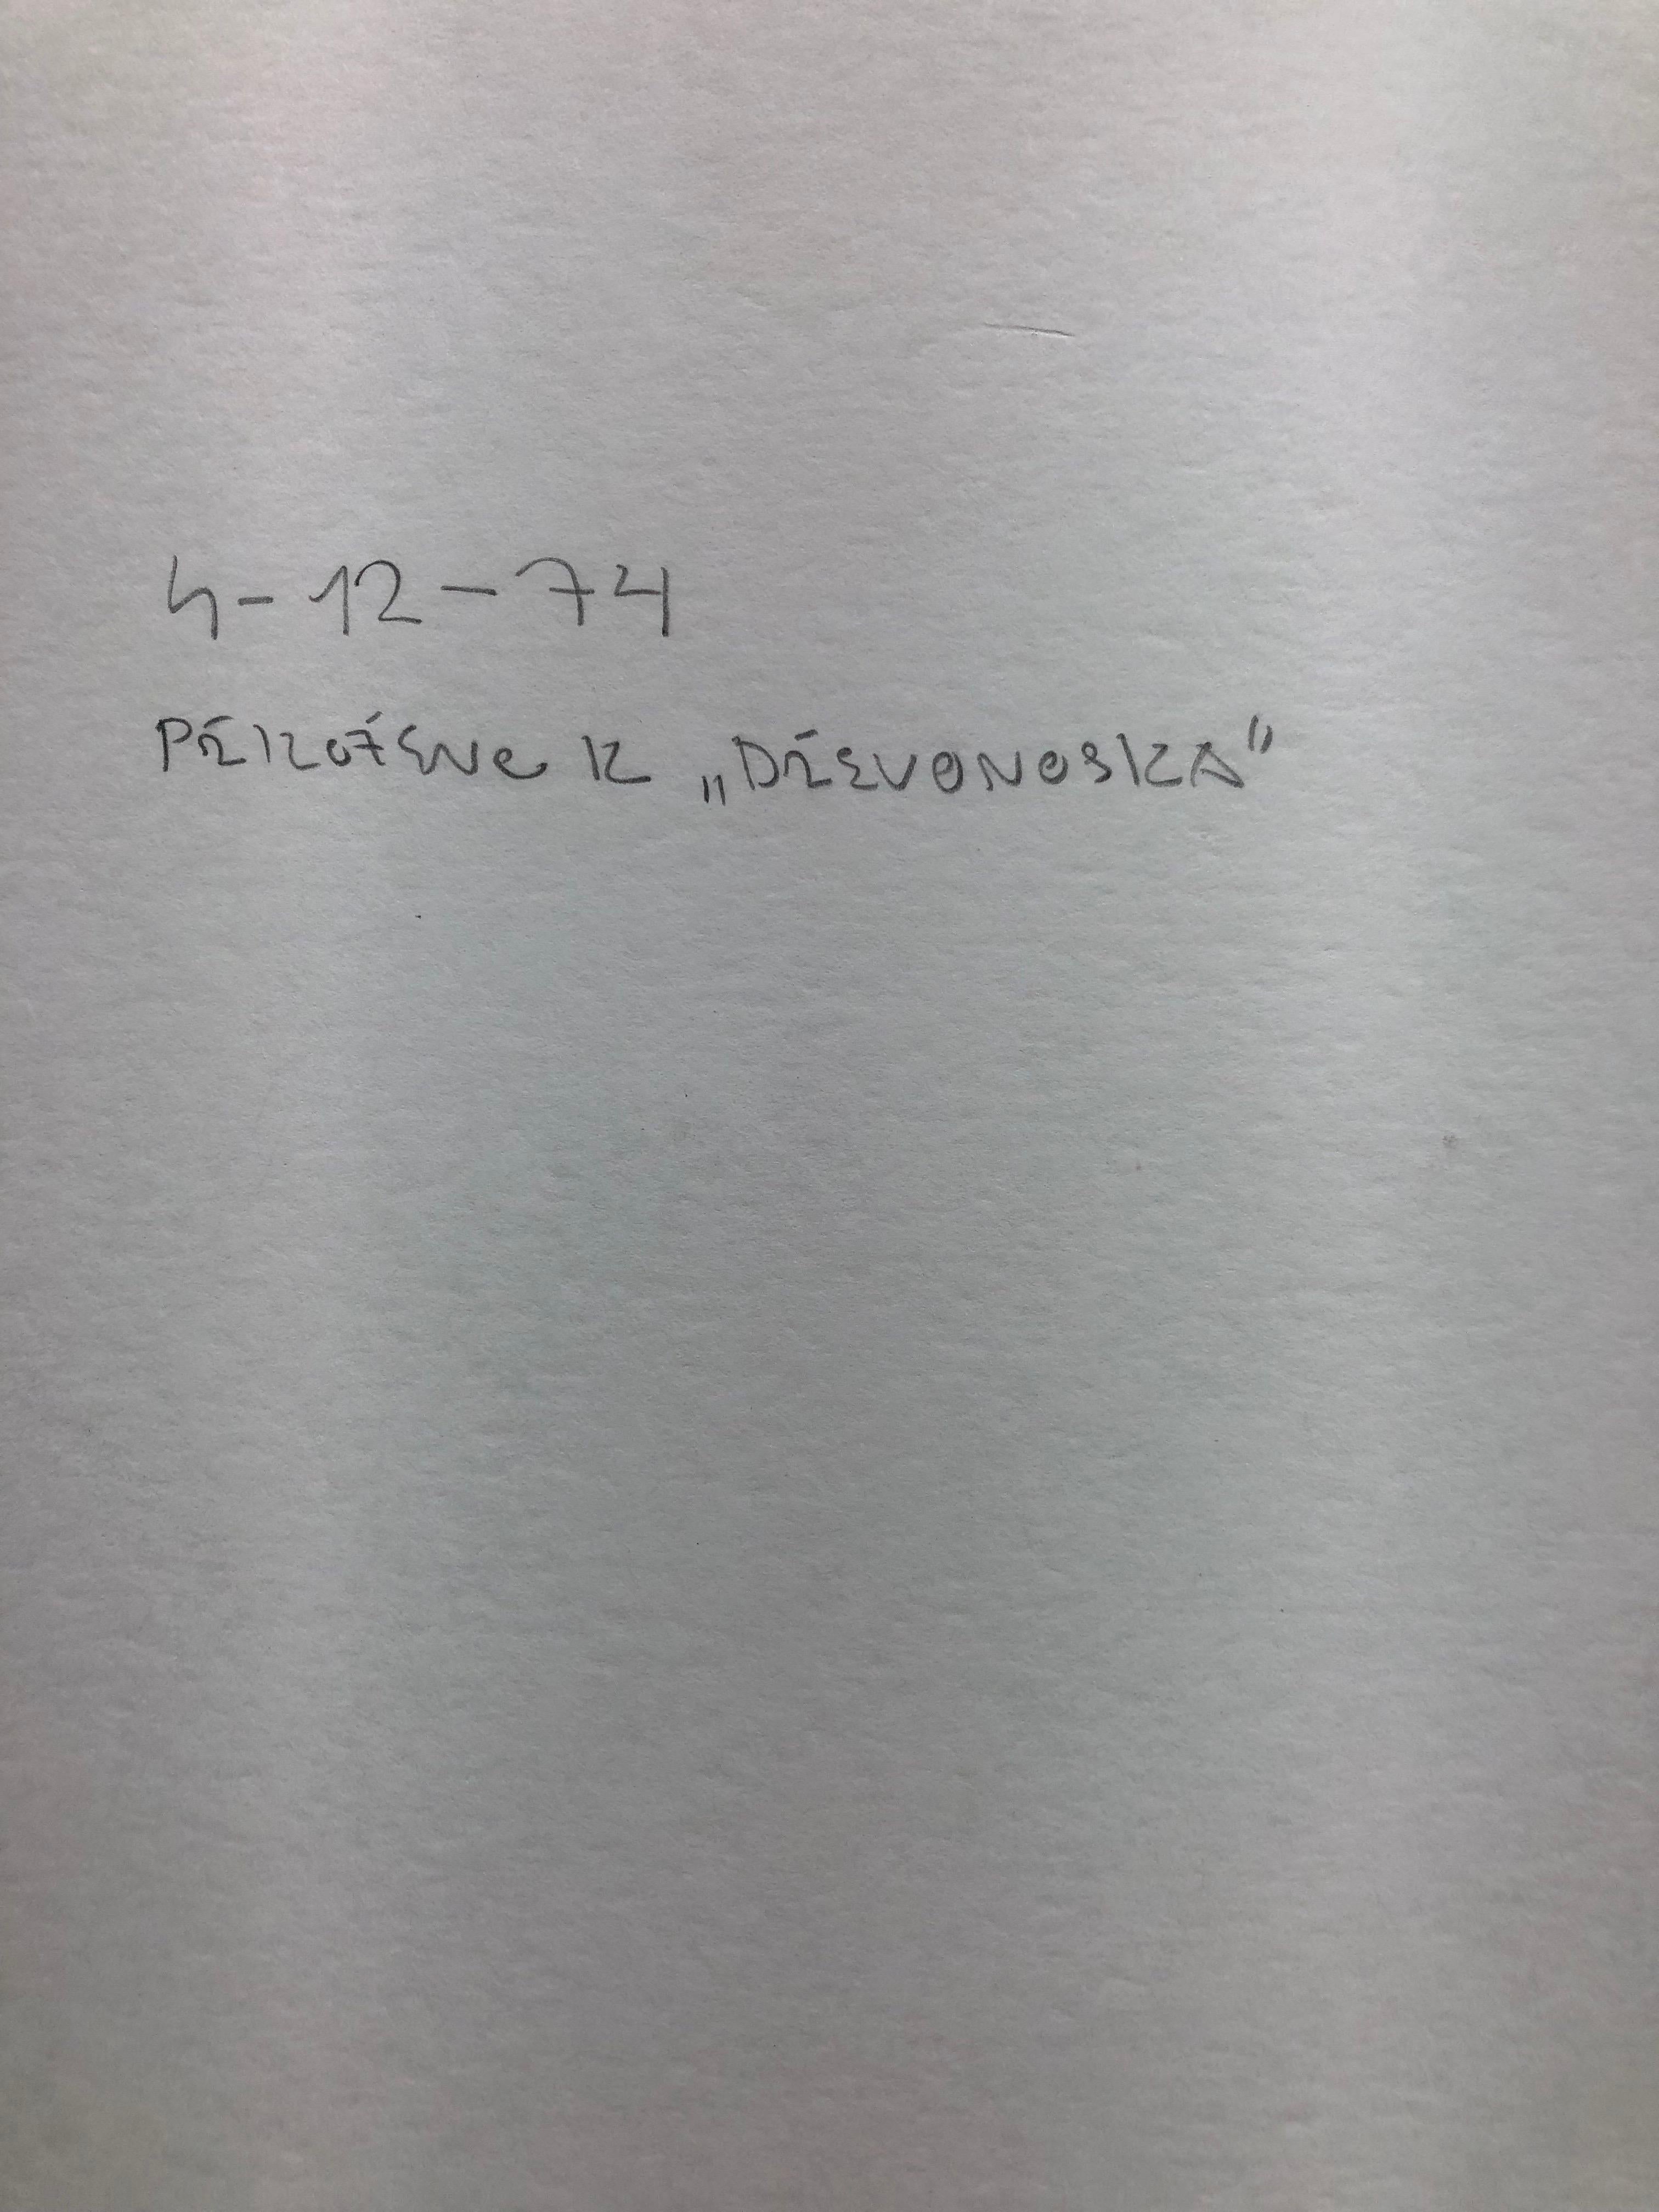 4-12-74
PŘILOŽENO K „DŘEVONOSKA"